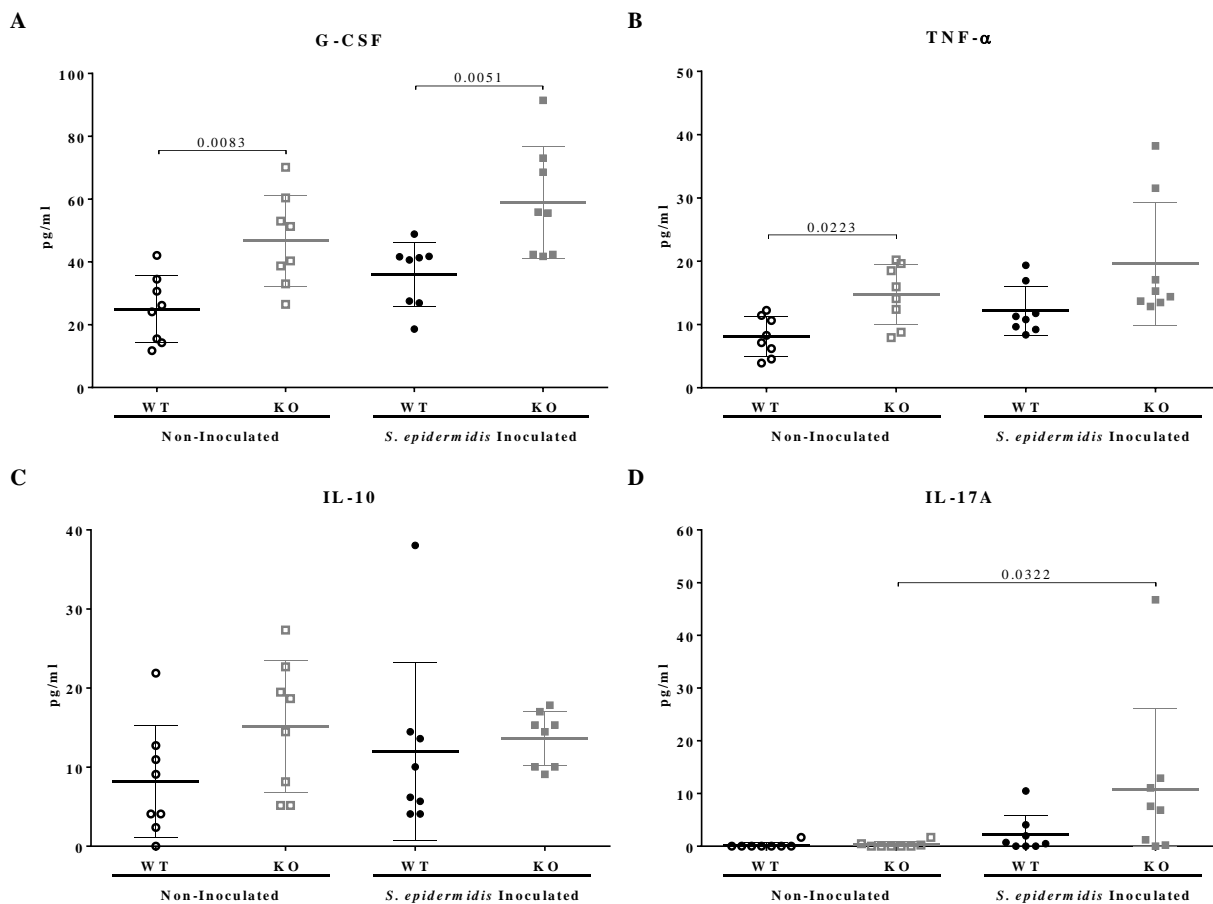 A
G-CSF
pg/ml
100
80
60
40
20
0
0.0083
0.0051
WT
KO
WT
KO
Non-Inoculated
S. epidermidis Inoculated
B
TNF-α
pg/ml
50
40
30
20
10
0
0.0223
WT
KO
WT
KO
Non-Inoculated
S. epidermidis Inoculated
C
IL-10
pg/ml
40
30
20
10
0
WT
KO
WT
KO
Non-Inoculated
S. epidermidis Inoculated
D
IL-17A
pg/ml
60
50
40
30
20
10
0
0.0322
WT
KO
WT
KO
Non-Inoculated
S. epidermidis Inoculated